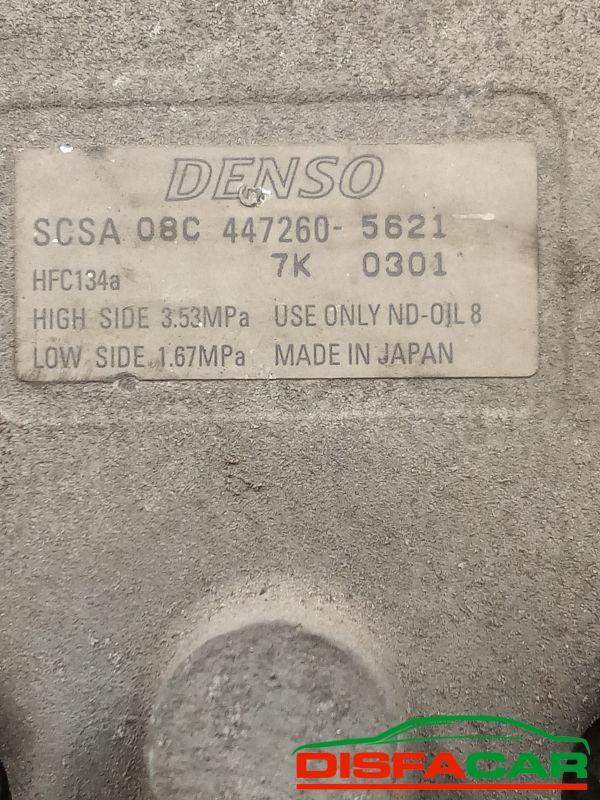 DENSO
SCSA 08C 447260-5621
7K 0301
HFC134a
HIGH SIDE 3.53MPa USE ONLY ND-OIL 8
LOW SIDE 1.67MPa MADE IN JAPAN
DISFACAR